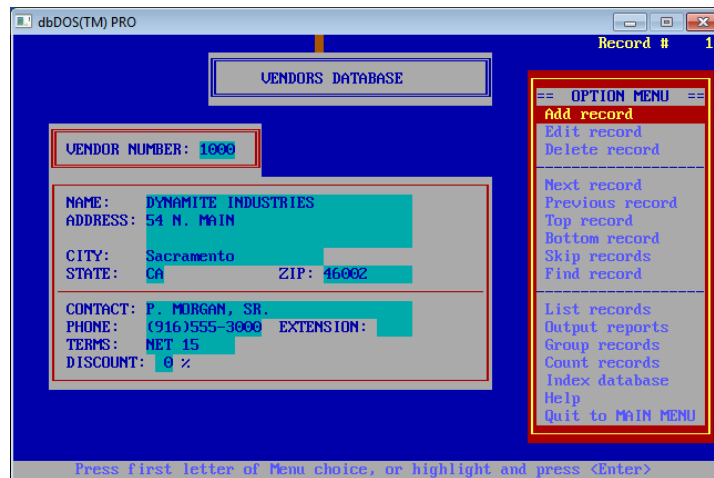 dbDOS(TM) PRO
Record # 1
VENDORS DATABASE
VENDOR NUMBER: 1000
NAME: DYNAMITE INDUSTRIES
ADDRESS: 54 N. MAIN
CITY: Sacramento
STATE: CA ZIP: 46002
CONTACT: P. MORGAN, SR.
PHONE: (916)555-3000 EXTENSION:
TERMS: NET 15
DISCOUNT: 0 %
== OPTION MENU ==
Add record
Edit record
Delete record
Next record
Previous record
Top record
Bottom record
Skip records
Find record
List records
Output reports
Group records
Count records
Index database
Help
Quit to MAIN MENU
Press first letter of Menu choice, or highlight and press <Enter>